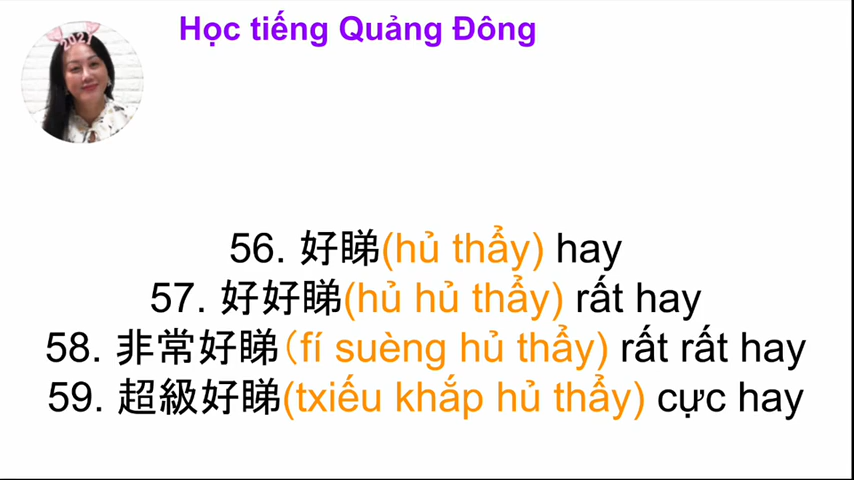 2021
Học tiếng Quảng Đông
56. 好睇(hủ thẩy) hay
57. 好好睇(hủ hủ thẩy) rất hay
58. 非常好睇（fí suèng hủ thẩy) rất rất hay
59. 超級好睇(txiếu khắp hủ thẩy) cực hay